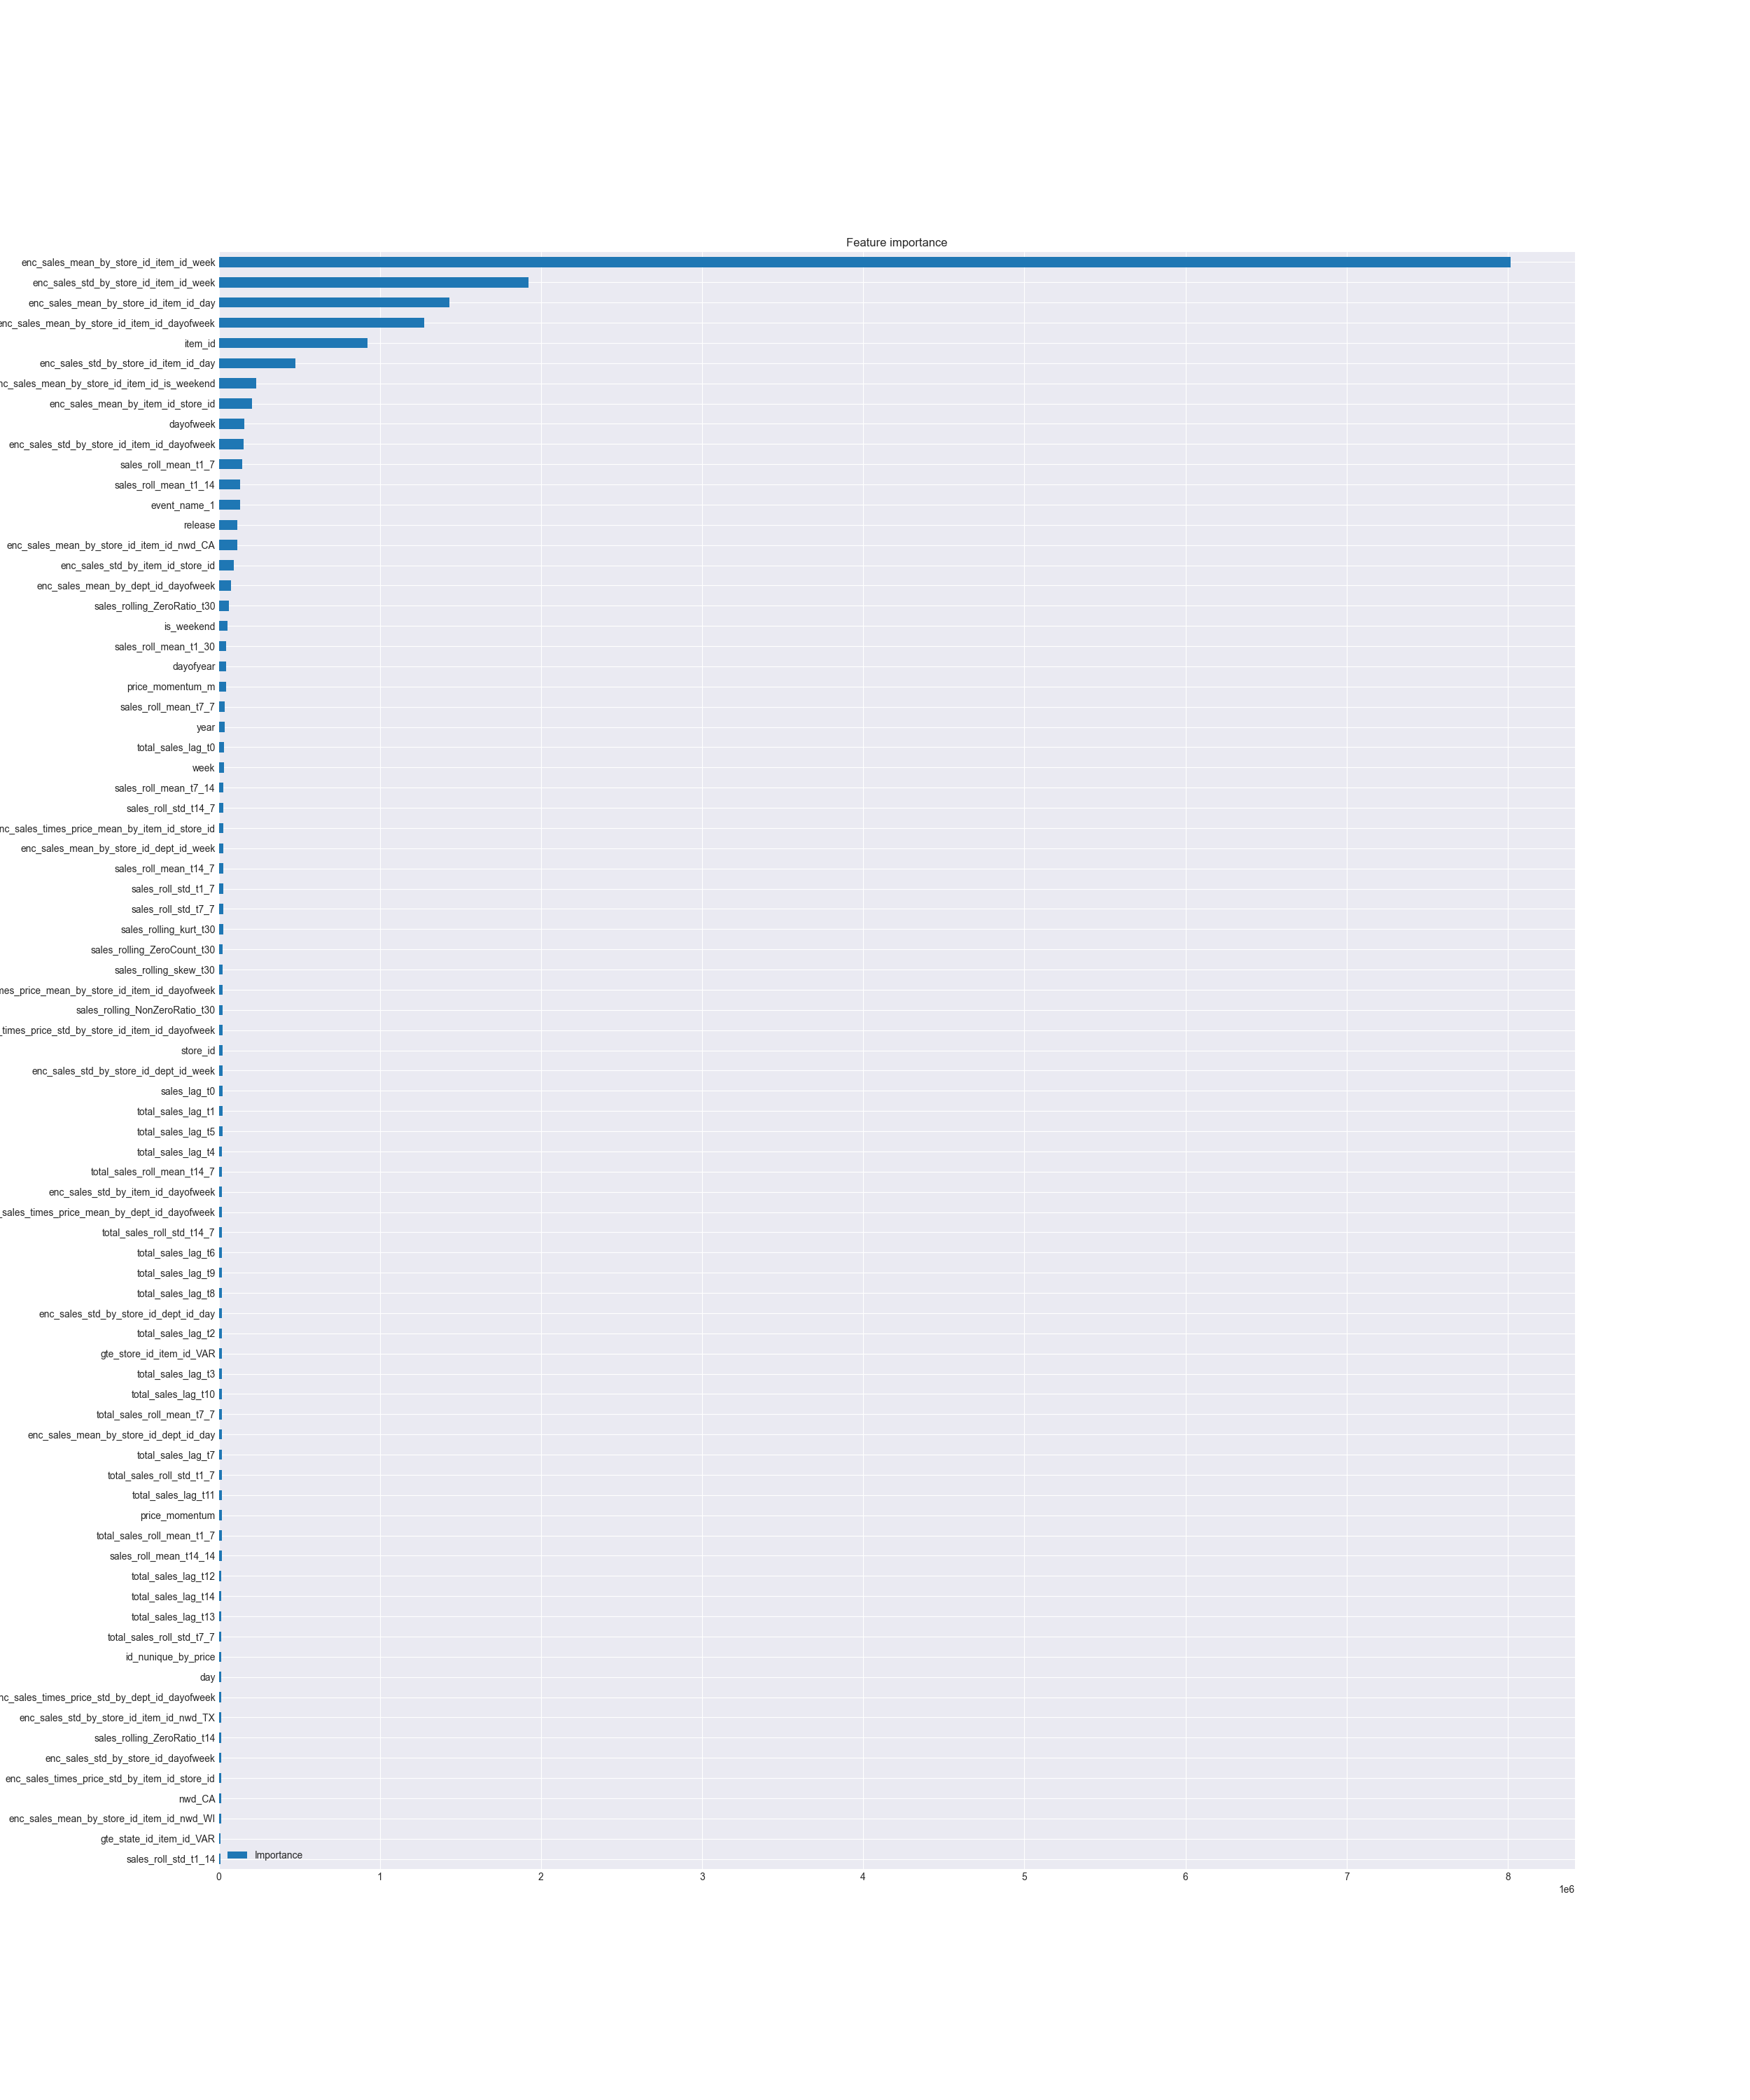 Feature importance
enc_sales_mean_by_store_id_item_id_week
enc_sales_std_by_store_id_item_id_week
enc_sales_mean_by_store_id_item_id_day
enc_sales_mean_by_store_id_item_id_dayofweek
item_id
enc_sales_std_by_store_id_item_id_day
nc_sales_mean_by_store_id_item_id_is_weekend
enc_sales_mean_by_item_id_store_id
dayofweek
enc_sales_std_by_store_id_item_id_dayofweek
sales_roll_mean_t1_7
sales_roll_mean_t1_14
event_name_1
release
enc_sales_mean_by_store_id_item_id_nwd_CA
enc_sales_std_by_item_id_store_id
enc_sales_mean_by_dept_id_dayofweek
sales_rolling_ZeroRatio_t30
is_weekend
sales_roll_mean_t1_30
dayofyear
price_momentum_m
sales_roll_mean_t7_7
year
total_sales_lag_t0
week
sales_roll_mean_t7_14
sales_roll_std_t14_7
nc_sales_times_price_mean_by_item_id_store_id
enc_sales_mean_by_store_id_dept_id_week
sales_roll_mean_t14_7
sales_roll_std_t1_7
sales_roll_std_t7_7
sales_rolling_kurt_t30
sales_rolling_ZeroCount_t30
sales_rolling_skew_t30
mes_price_mean_by_store_id_item_id_dayofweek
sales_rolling_NonZeroRatio_t30
_times_price_std_by_store_id_item_id_dayofweek
store_id
enc_sales_std_by_store_id_dept_id_week
sales_lag_t0
total_sales_lag_t1
total_sales_lag_t5
total_sales_lag_t4
total_sales_roll_mean_t14_7
enc_sales_std_by_item_id_dayofweek
_sales_times_price_mean_by_dept_id_dayofweek
total_sales_roll_std_t14_7
total_sales_lag_t6
total_sales_lag_t9
total_sales_lag_t8
enc_sales_std_by_store_id_dept_id_day
total_sales_lag_t2
gte_store_id_item_id_VAR
total_sales_lag_t3
total_sales_lag_t10
total_sales_roll_mean_t7_7
enc_sales_mean_by_store_id_dept_id_day
total_sales_lag_t7
total_sales_roll_std_t1_7
total_sales_lag_t11
price_momentum
total_sales_roll_mean_t1_7
sales_roll_mean_t14_14
total_sales_lag_t12
total_sales_lag_t14
total_sales_lag_t13
total_sales_roll_std_t7_7
id_nunique_by_price
day
nc_sales_times_price_std_by_dept_id_dayofweek
enc_sales_std_by_store_id_item_id_nwd_TX
sales_rolling_ZeroRatio_t14
enc_sales_std_by_store_id_dayofweek
enc_sales_times_price_std_by_item_id_store_id
nwd_CA
enc_sales_mean_by_store_id_item_id_nwd_WI
gte_state_id_item_id_VAR
sales_roll_std_t1_14
Importance
0 1 2 3 4 5 6 7 8
1e6